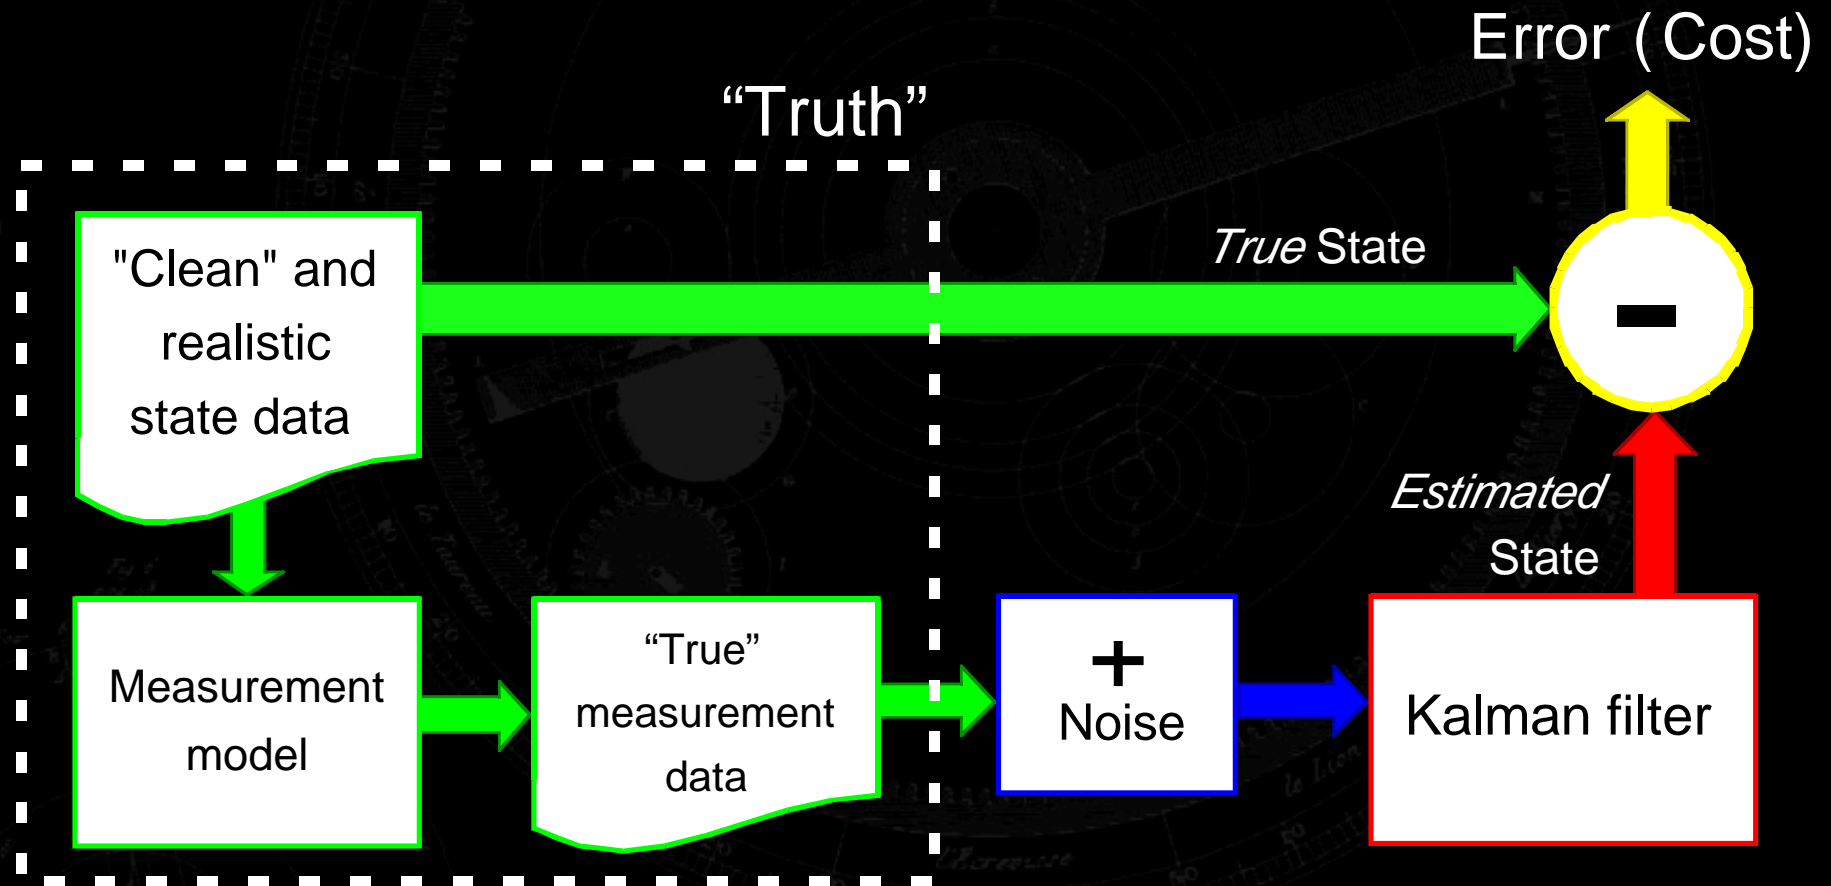 Error (Cost)
“Truth”
"Clean" and
realistic
state data
True State
Estimated
State
Measurement
model
“True”
measurement
data
+
Noise
Kalman filter
-